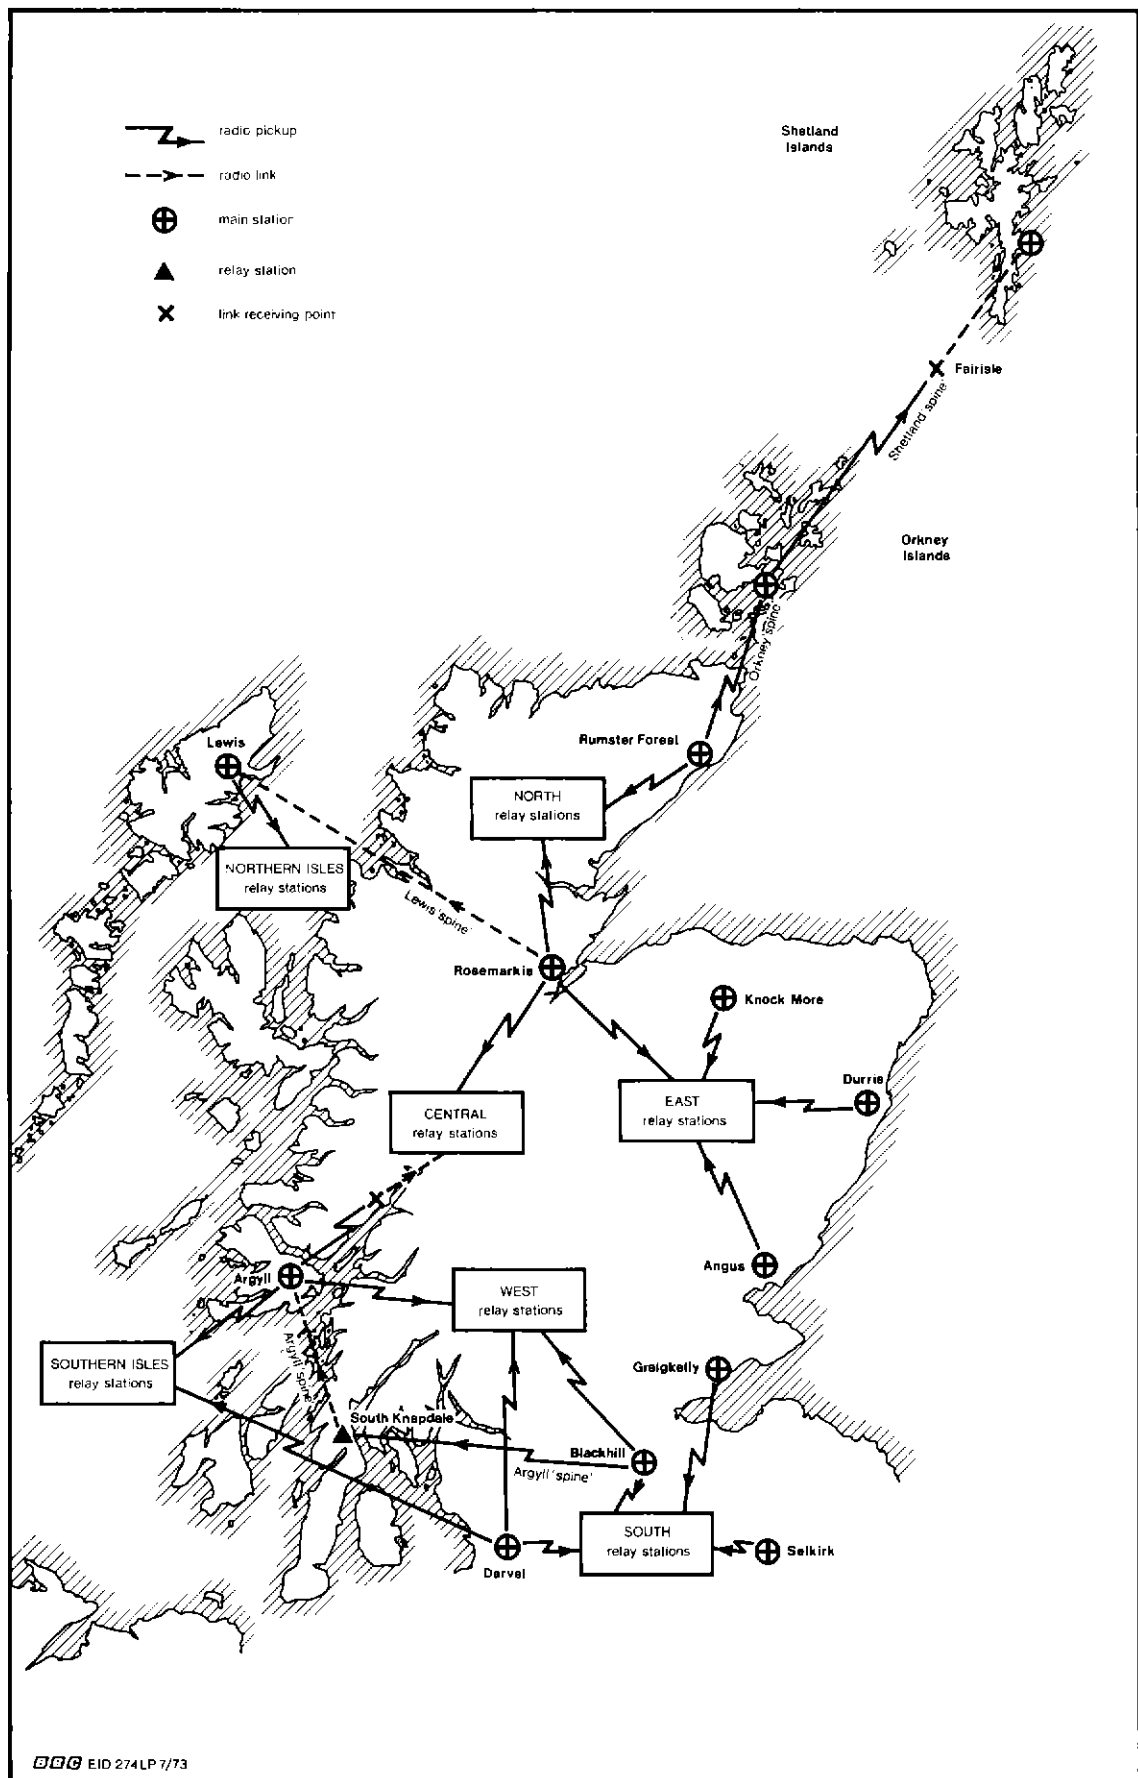 radio pickup
radio link
main station
relay station
link receiving point
Shetland
Islands
Fairisle
Shetland 'spine'
Orkney
Islands
Orkney 'spine'
Rumster Forest
Lewis
NORTH
relay stations
NORTHERN ISLES
relay stations
Lewis 'spine'
Rosemarkie
Knock More
Durris
CENTRAL
relay stations
EAST
relay stations
Argyll
Angus
WEST
relay stations
Argyll 'spine'
SOUTHERN ISLES
relay stations
Graigkelly
South Knapdale
Blackhill
Argyll 'spine'
SOUTH
relay stations
Darvel
Selkirk
BBC EID 274LP 7/73